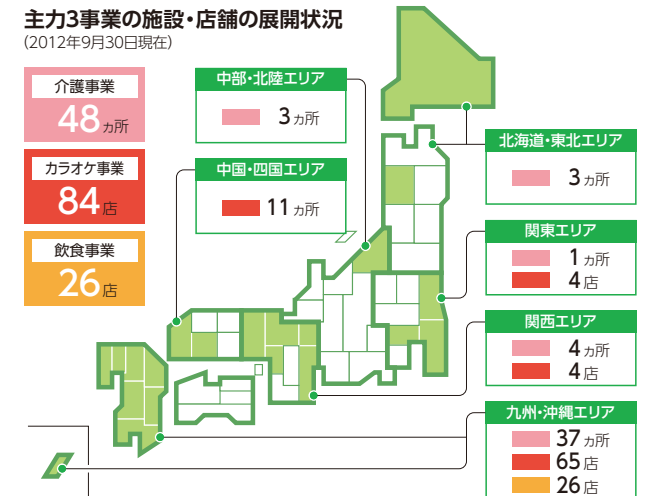 主力3事業の施設・店舗の展開状況
（2012年9月30日現在）
介護事業
48ヵ所
カラオケ事業
84店
飲食事業
26店
中部・北陸エリア
3ヵ所
中国・四国エリア
11ヵ所
北海道・東北エリア
3ヵ所
関東エリア
1ヵ所
4店
関西エリア
4ヵ所
4店
九州・沖縄エリア
37ヵ所
65店
26店